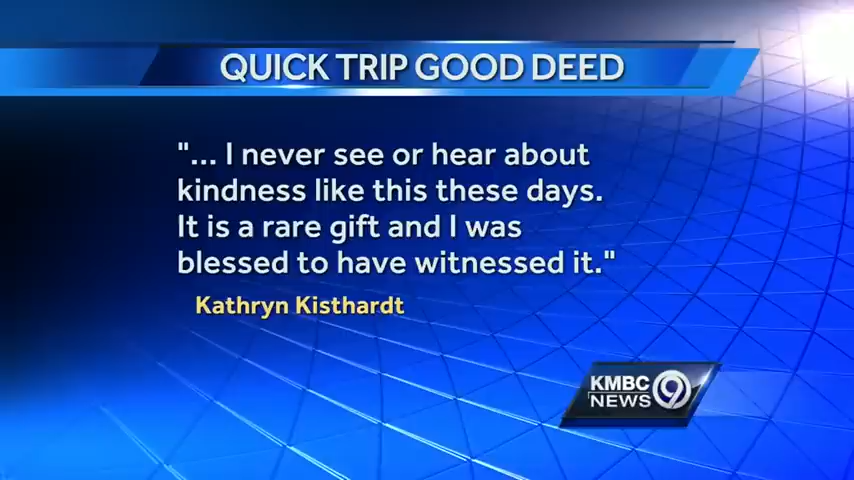 QUICK TRIP GOOD DEED
"... I never see or hear about
kindness like this these days.
It is a rare gift and I was
blessed to have witnessed it."
Kathryn Kisthardt
KMBC 9
NEWS